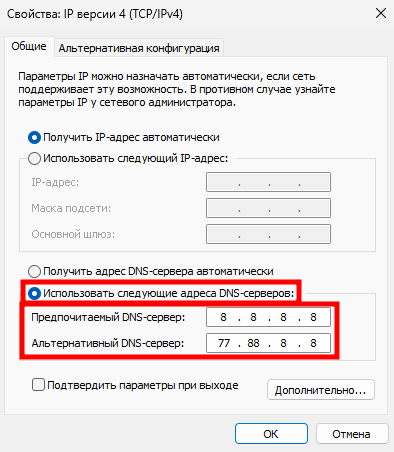 Свойства: IP версии 4 (TCP/IPv4)
Общие
Альтернативная конфигурация
Параметры IP можно назначать автоматически, если сеть
поддерживает эту возможность. В противном случае узнайте
параметры IP у сетевого администратора.
Получить IP-адрес автоматически
Использовать следующий IP-адрес:
IP-адрес:
Маска подсети:
Основной шлюз:
Получить адрес DNS-сервера автоматически
Использовать следующие адреса DNS-серверов:
Предпочитаемый DNS-сервер: 8 . 8 . 8 . 8
Альтернативный DNS-сервер: 77 . 88 . 8 . 8
Подтвердить параметры при выходе
Дополнительно...
ОК
Отмена